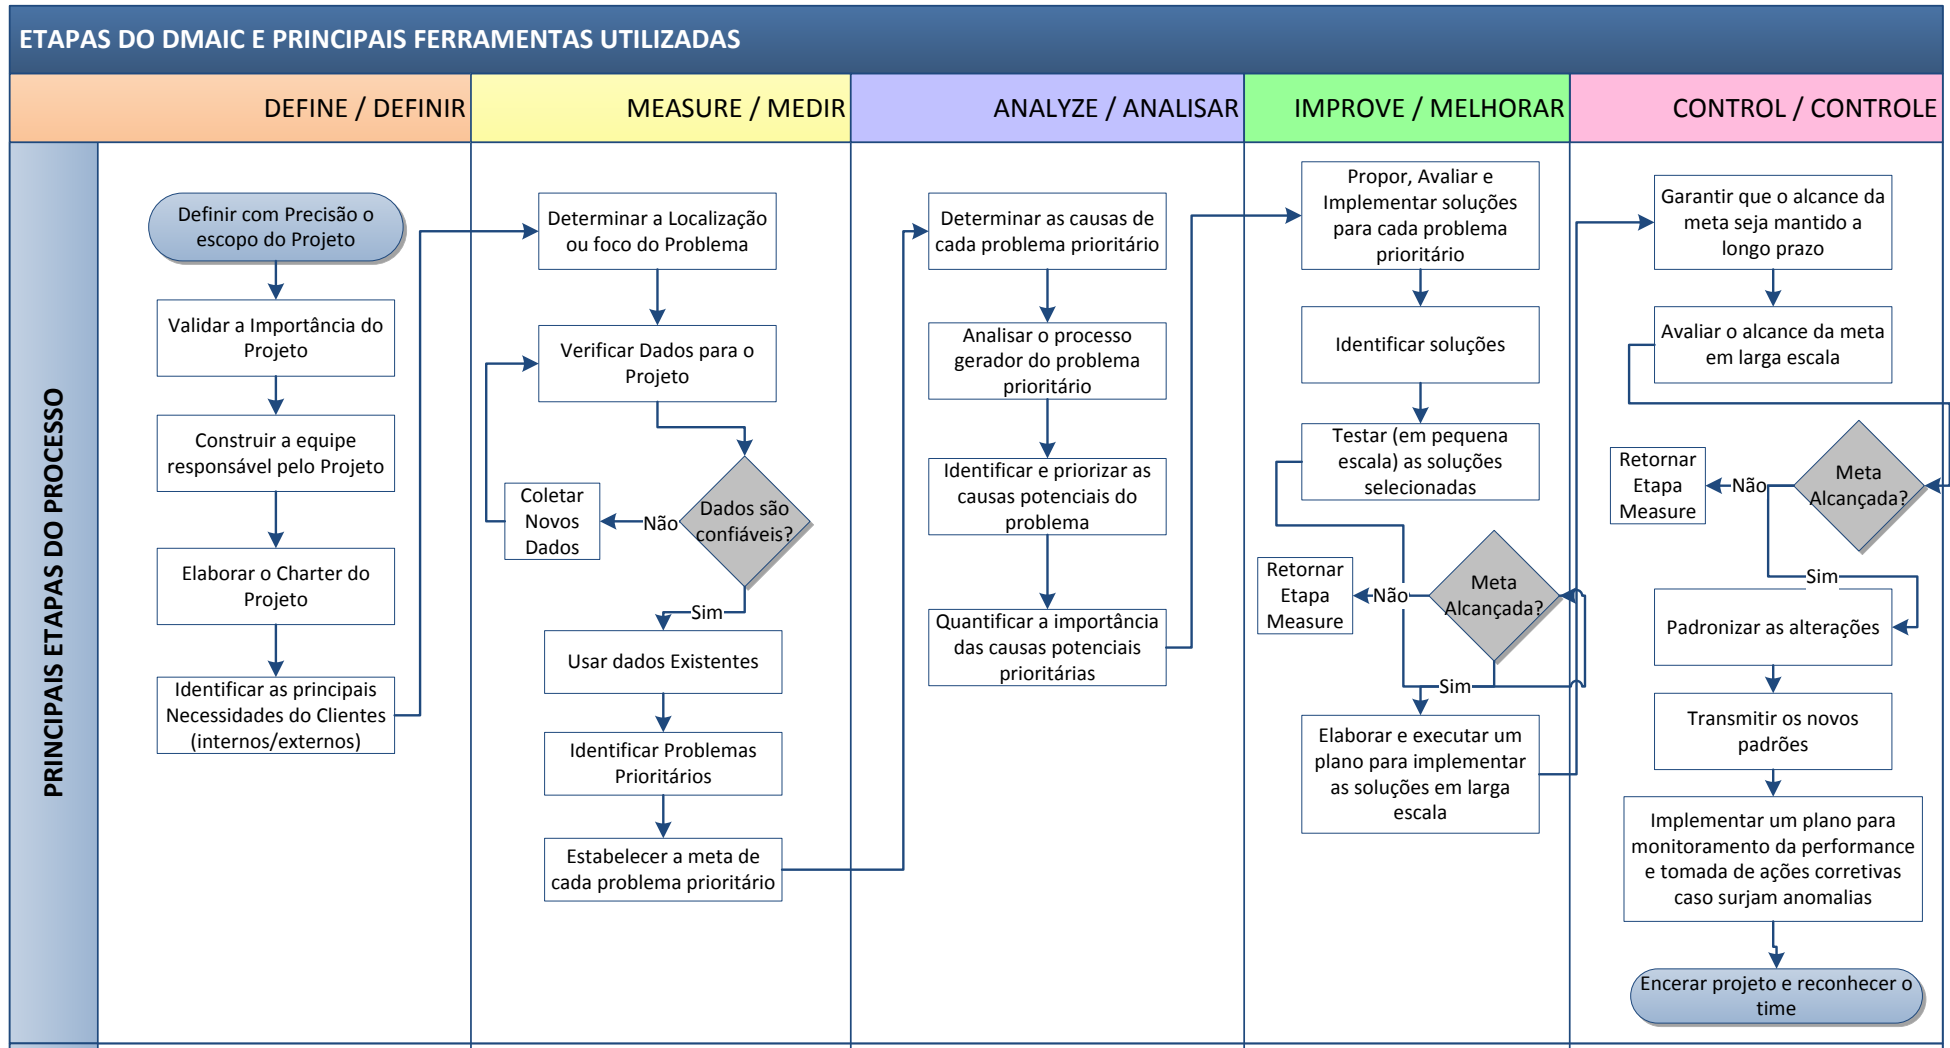 ETAPAS DO DMAIC E PRINCIPAIS FERRAMENTAS UTILIZADAS
DEFINE / DEFINIR
MEASURE / MEDIR
ANALYZE / ANALISAR
IMPROVE / MELHORAR
CONTROL / CONTROLE
PRINCIPAIS ETAPAS DO PROCESSO
Definir com Precisão o
escopo do Projeto
Validar a Importância do
Projeto
Construir a equipe
responsável pelo Projeto
Elaborar o Charter do
Projeto
Identificar as principais
Necessidades do Clientes
(internos/externos)
Determinar a Localização
ou foco do Problema
Verificar Dados para o
Projeto
Dados são
confiáveis?
Não
Coletar
Novos
Dados
Sim
Usar dados Existentes
Identificar Problemas
Prioritários
Estabelecer a meta de
cada problema prioritário
Determinar as causas de
cada problema prioritário
Analisar o processo
gerador do problema
prioritário
Identificar e priorizar as
causas potenciais do
problema
Quantificar a importância
das causas potenciais
prioritárias
Propor, Avaliar e
Implementar soluções
para cada problema
prioritário
Identificar soluções
Testar (em pequena
escala) as soluções
selecionadas
Meta
Alcançada?
Não
Retornar
Etapa
Measure
Sim
Elaborar e executar um
plano para implementar
as soluções em larga
escala
Garantir que o alcance da
meta seja mantido a
longo prazo
Avaliar o alcance da meta
em larga escala
Meta
Alcançada?
Não
Retornar
Etapa
Measure
Sim
Padronizar as alterações
Transmitir os novos
padrões
Implementar um plano para
monitoramento da performance
e tomada de ações corretivas
caso surjam anomalias
Encerar projeto e reconhecer o
time